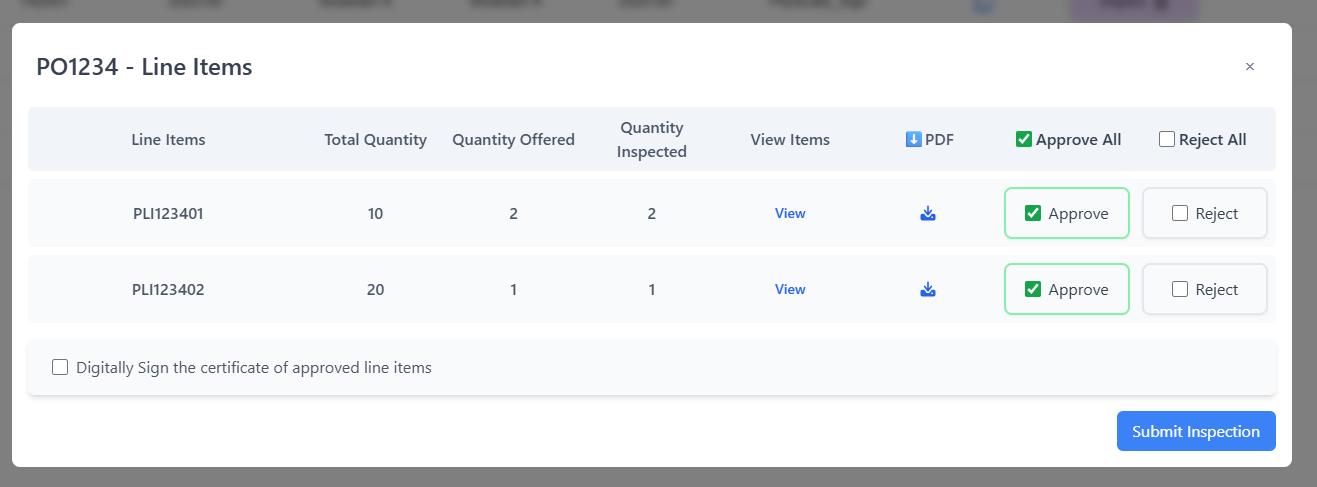 PO1234 - Line Items
×
Line Items Total Quantity Quantity Offered Quantity Inspected View Items ⬇️ PDF Approve All Reject All
PLI123401 10 2 2 View Approve Reject
PLI123402 20 1 1 View Approve Reject
Digitally Sign the certificate of approved line items
Submit Inspection